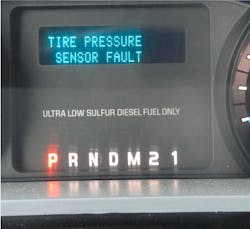 TIRE PRESSURE
SENSOR FAULT
ULTRA LOW SULFUR DIESEL FUEL ONLY
P R N D M 2 1